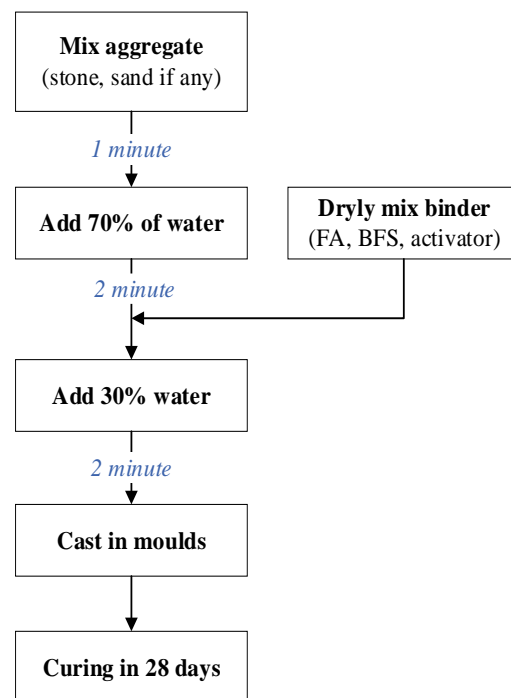 Mix aggregate
(stone, sand if any)
1 minute
Add 70% of water
Dryly mix binder
(FA, BFS, activator)
2 minute
Add 30% water
2 minute
Cast in moulds
Curing in 28 days